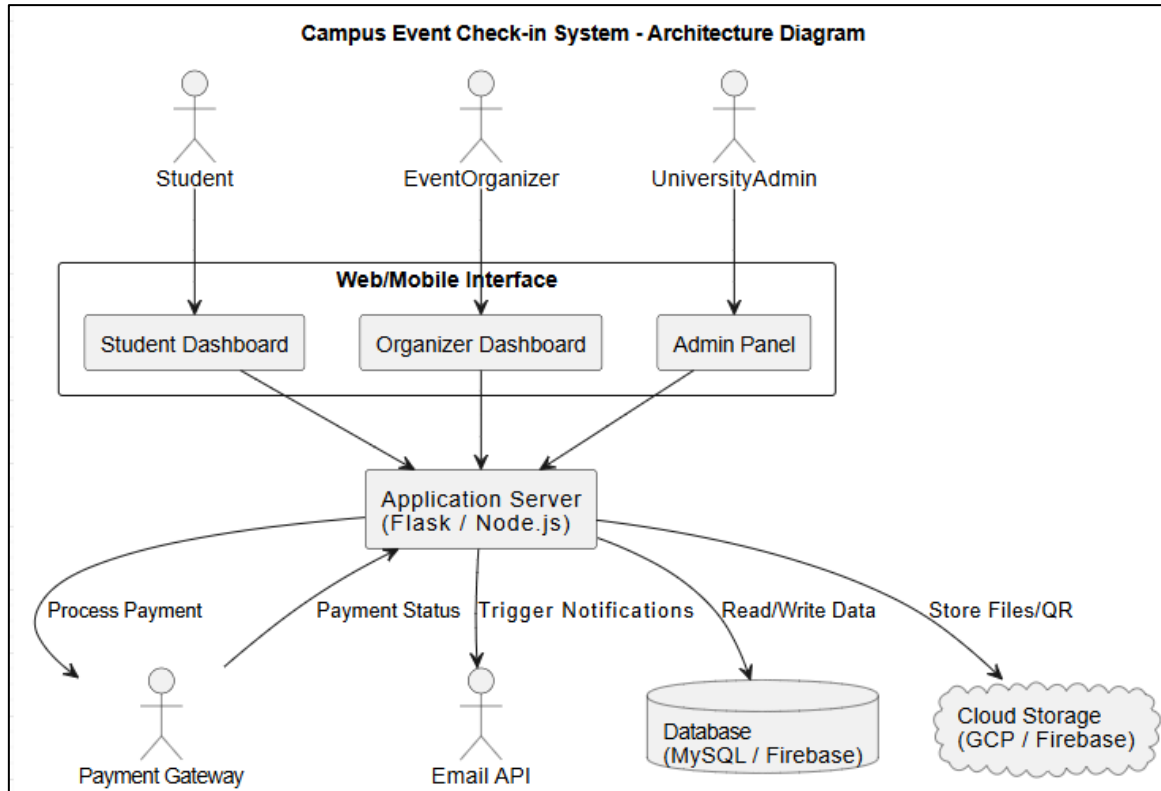 Campus Event Check-in System - Architecture Diagram
Student
EventOrganizer
UniversityAdmin
Web/Mobile Interface
Student Dashboard
Organizer Dashboard
Admin Panel
Application Server
(Flask / Node.js)
Process Payment
Payment Status
Trigger Notifications
Read/Write Data
Store Files/QR
Payment Gateway
Email API
Database
(MySQL / Firebase)
Cloud Storage
(GCP / Firebase)